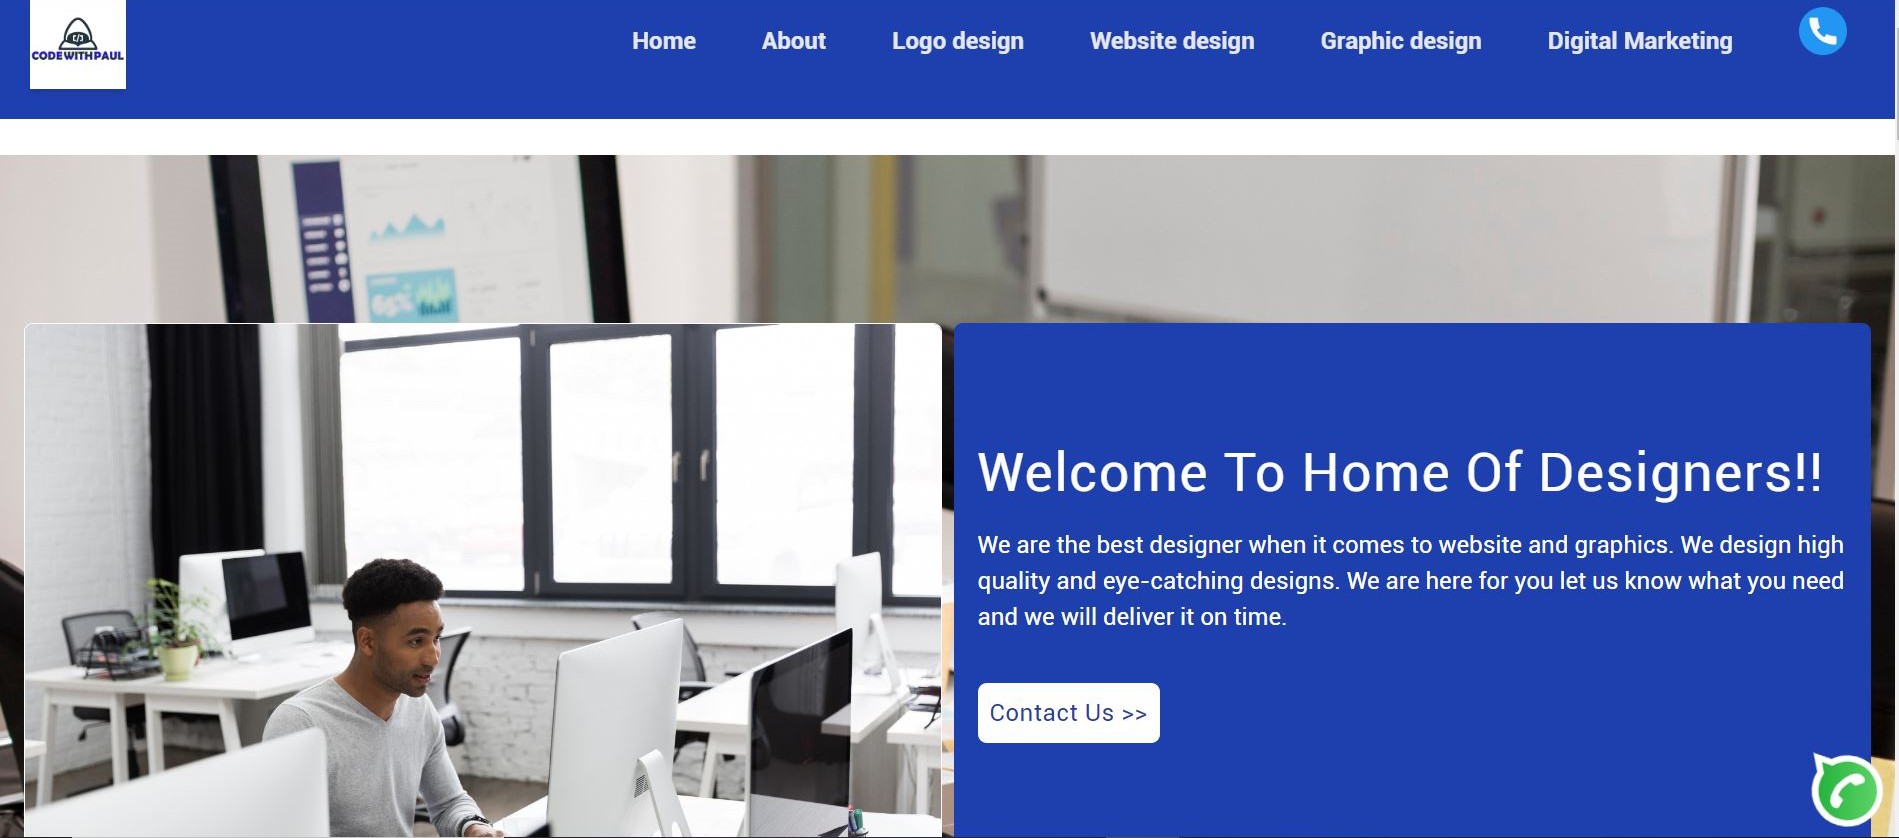 CODEWITHPAUL
Home About Logo design Website design Graphic design Digital Marketing
65%
Welcome To Home Of Designers!!
We are the best designer when it comes to website and graphics. We design high
quality and eye-catching designs. We are here for you let us know what you need
and we will deliver it on time.
Contact Us >>